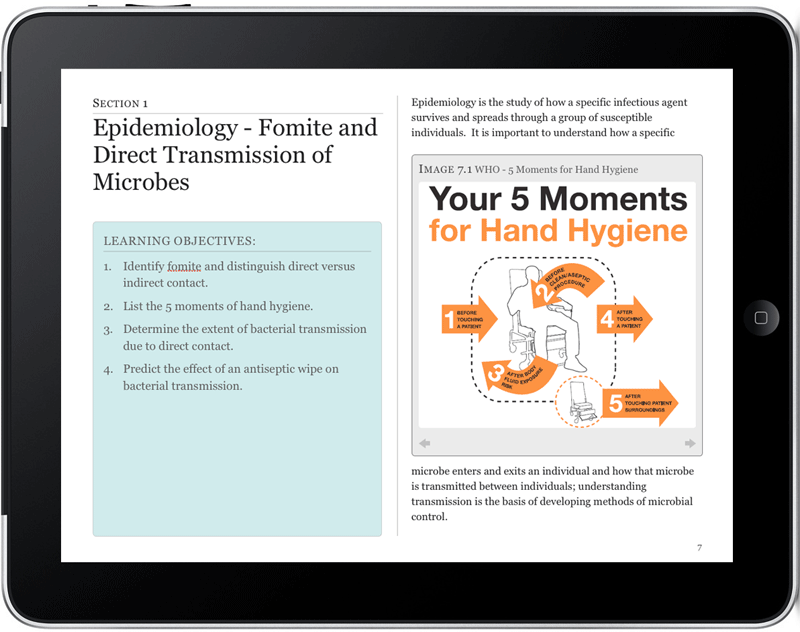 SECTION 1
Epidemiology - Fomite and
Direct Transmission of
Microbes
LEARNING OBJECTIVES:
1. Identify fomite and distinguish direct versus
indirect contact.
2. List the 5 moments of hand hygiene.
3. Determine the extent of bacterial transmission
due to direct contact.
4. Predict the effect of an antiseptic wipe on
bacterial transmission.
Epidemiology is the study of how a specific infectious agent
survives and spreads through a group of susceptible
individuals. It is important to understand how a specific
IMAGE 7.1 WHO - 5 Moments for Hand Hygiene
Your 5 Moments
for Hand Hygiene
1 BEFORE
TOUCHING
A PATIENT
2 BEFORE
CLEAN/ASEPTIC
PROCEDURE
3 AFTER BODY
FLUID EXPOSURE
RISK
4 AFTER
TOUCHING
A PATIENT
5 AFTER
TOUCHING PATIENT
SURROUNDINGS
microbe enters and exits an individual and how that microbe
is transmitted between individuals; understanding
transmission is the basis of developing methods of microbial
control.
7